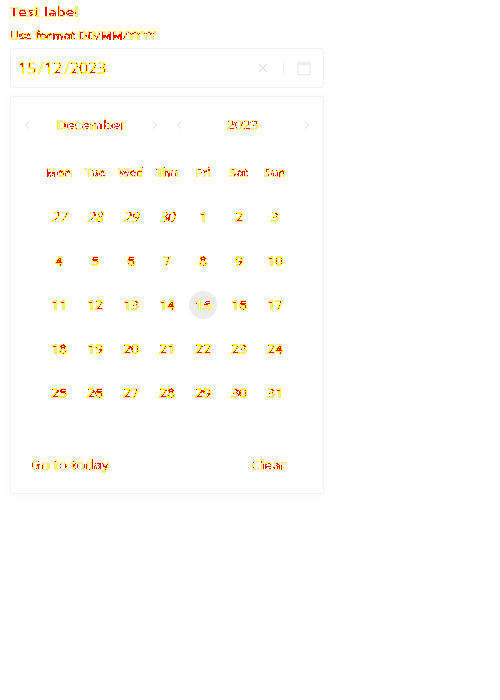 Test label
Use format DD/MM/YYYY
15/12/2023
December 2023
Mon Tue Wed Thu Fri Sat Sun
27 28 29 30 1 2 3
4 5 6 7 8 9 10
11 12 13 14 15 16 17
18 19 20 21 22 23 24
25 26 27 28 29 30 31
Go to today Clear